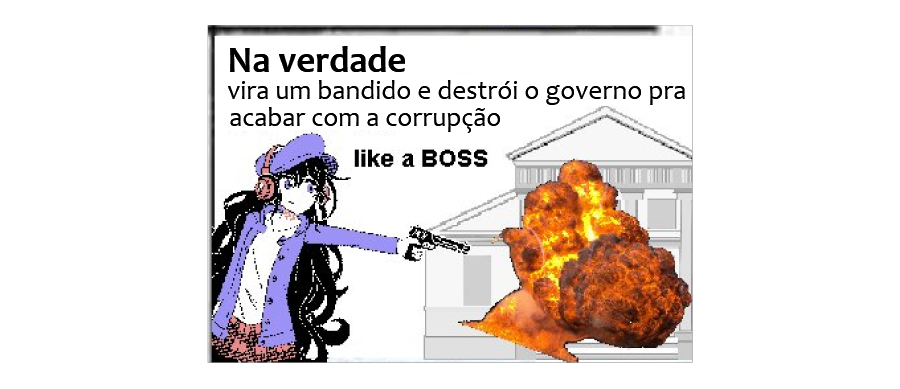 Na verdade
vira um bandido e destrói o governo pra
acabar com a corrupção
like a BOSS